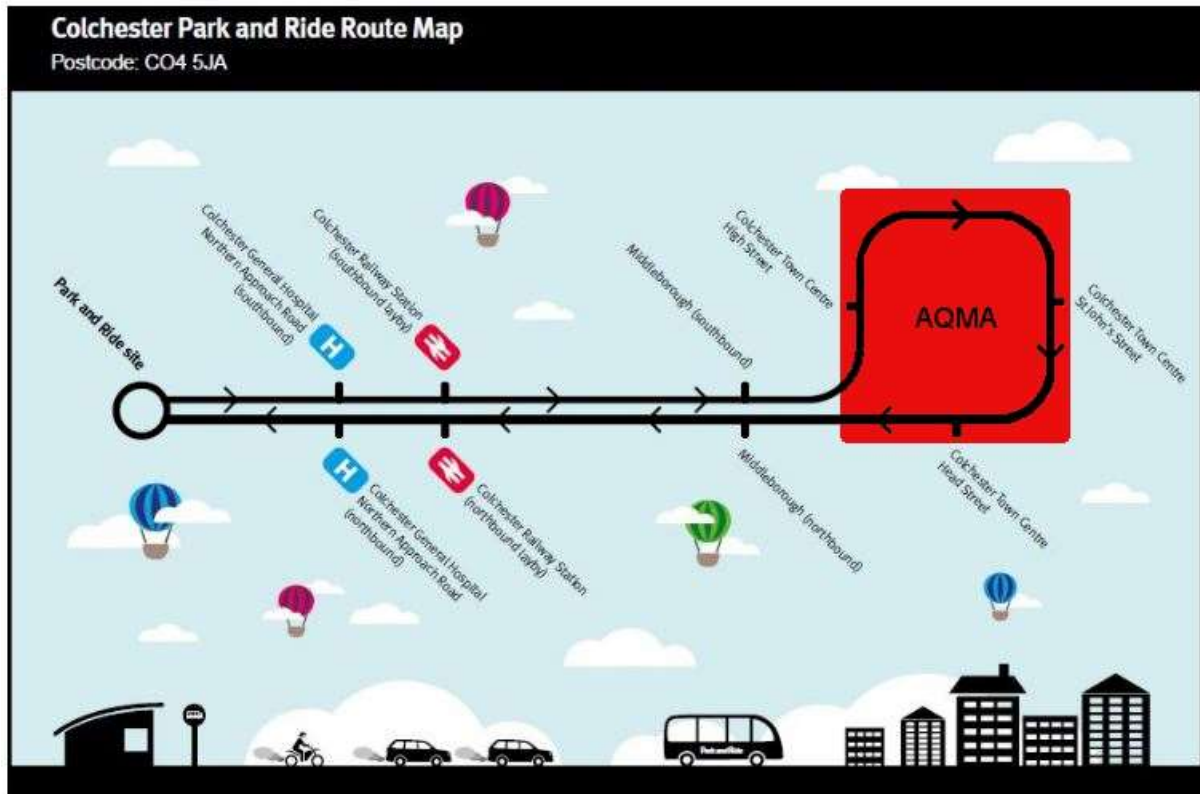 Colchester Park and Ride Route Map
Postcode: CO4 5JA
Park and Ride site
Colchester General Hospital
Northern Approach Road
(southbound)
H
Colchester Railway Station
(southbound layby)
Middleborough (southbound)
Colchester Town Centre
High Street
AQMA
Colchester Town Centre
St John's Street
H
Colchester General Hospital
Northern Approach Road
(northbound)
Colchester Railway Station
(northbound layby)
Middleborough (northbound)
Colchester Town Centre
Head Street
Park and Ride